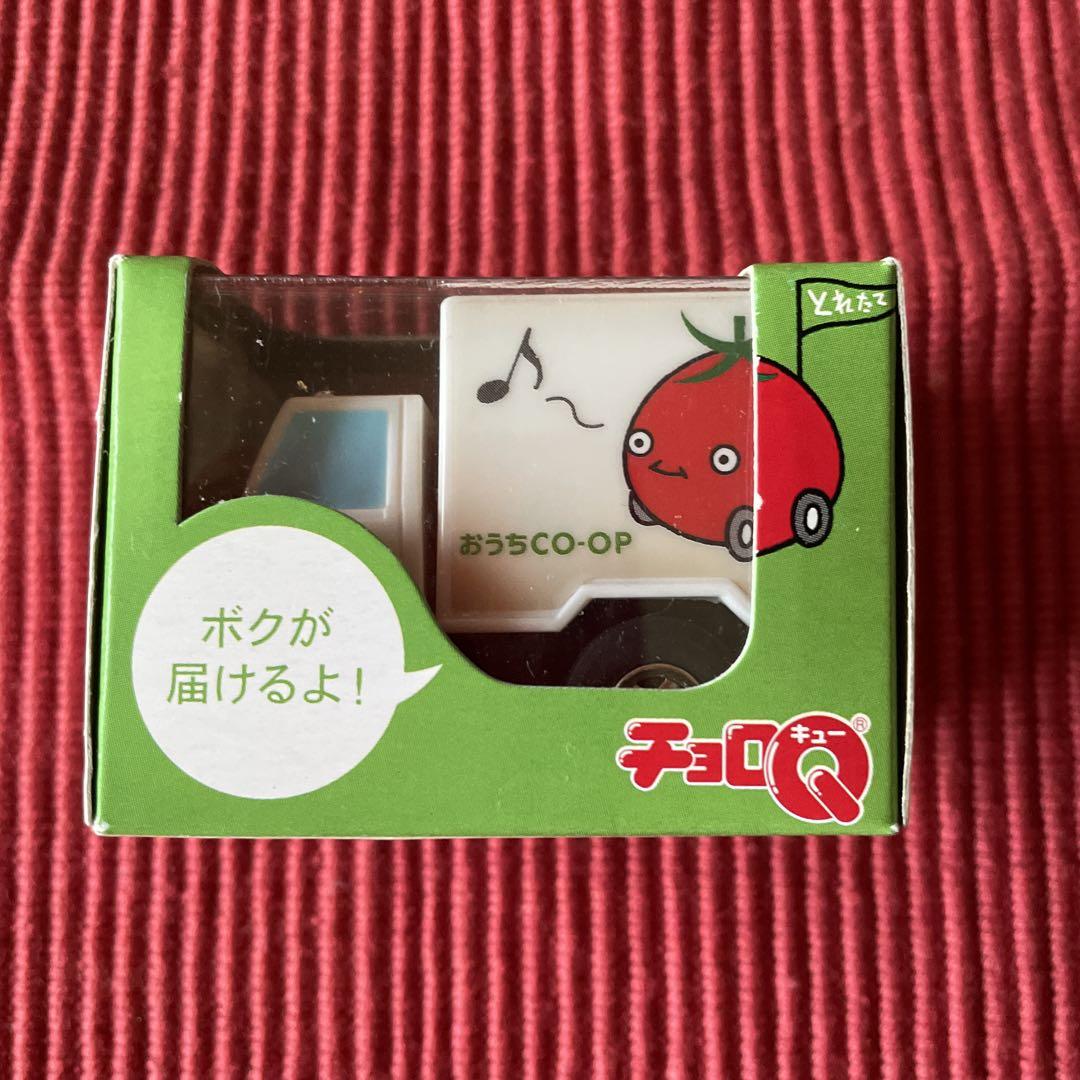 とれたて
おうちCO-OP
ボクが
届けるよ!
チョロQ®
キュー